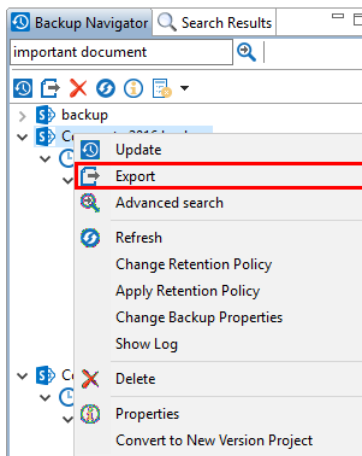 Backup Navigator Search Results
important document
backup
Update
Export
Advanced search
Refresh
Change Retention Policy
Apply Retention Policy
Change Backup Properties
Show Log
Delete
Properties
Convert to New Version Project